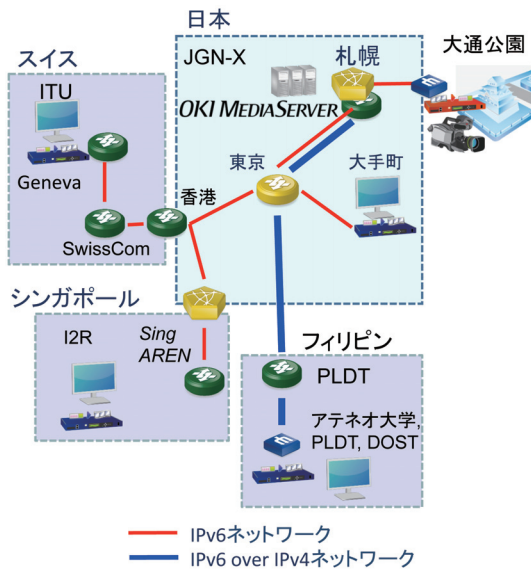 日本
スイス
JGN-X
札幌
大通公園
ITU
OKI MEDIASERVER
Geneva
東京
大手町
香港
SwissCom
シンガポール
I2R
Sing
AREN
フィリピン
PLDT
アテネオ大学,
PLDT, DOST
IPv6ネットワーク
IPv6 over IPv4ネットワーク